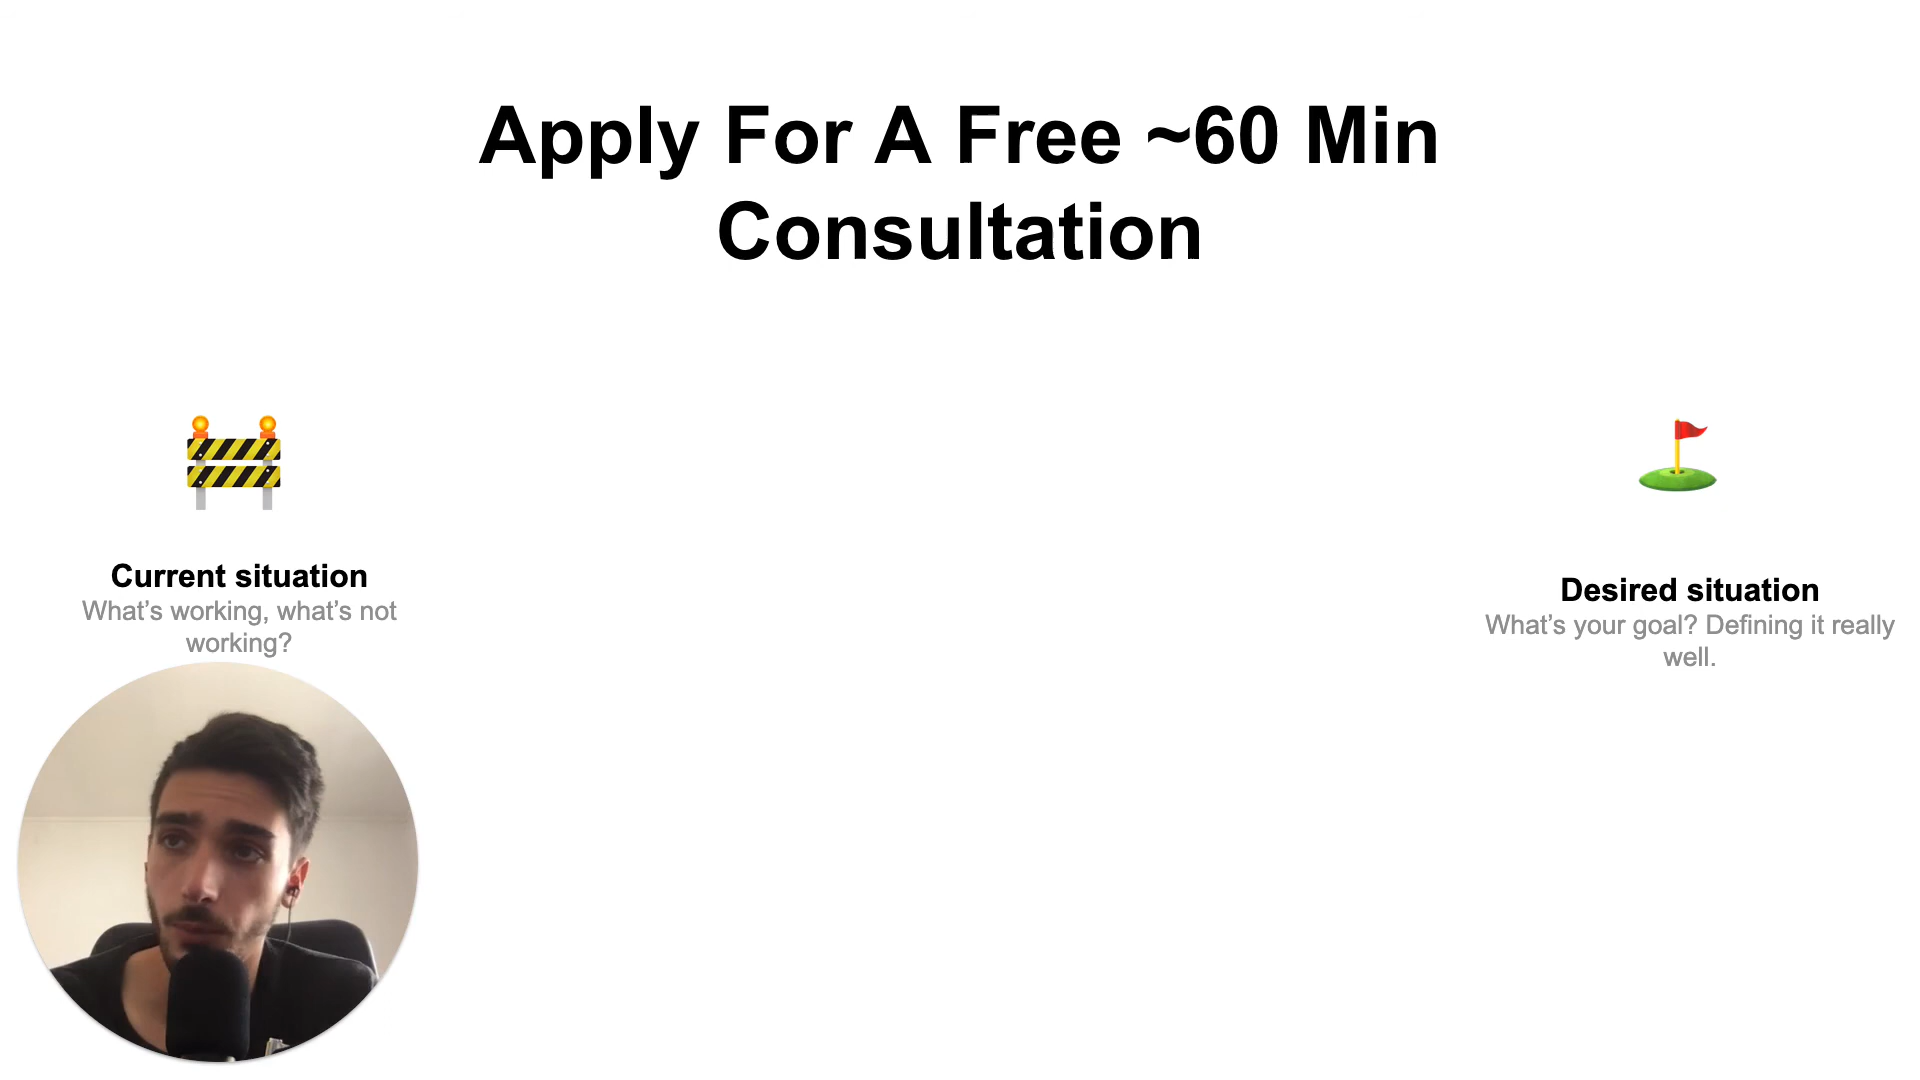 Apply For A Free ~60 Min
Consultation
Current situation
What’s working, what’s not
working?
Desired situation
What’s your goal? Defining it really
well.